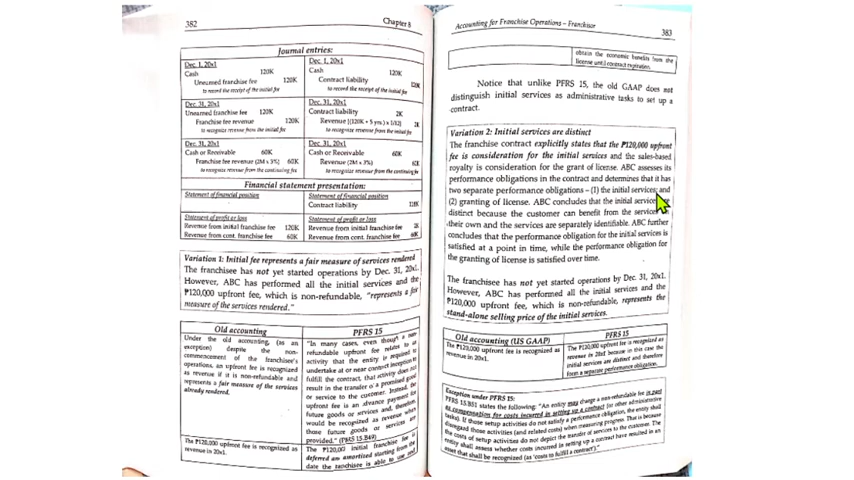 382
Chapter 8
Journal entries:
Dec. 1, 20x1
Cash 120K
Unearned franchise fee 120K
to record the receipt of the initial fee
Dec. 1, 20x1
Cash 120K
Contract liability 120K
to record the receipt of the initial fee
Dec. 31, 20x1
Unearned franchise fee 120K
Franchise fee revenue 120K
to recognize revenue from the initial fee
Dec. 31, 20x1
Contract liability 2K
Revenue [(120K ÷ 5 yrs.) x 1/12] 2K
to recognize revenue from the initial fee
Dec. 31, 20x1
Cash or Receivable 60K
Franchise fee revenue (2M x 3%) 60K
to recognize revenue from the continuing fee
Dec. 31, 20x1
Cash or Receivable 60K
Revenue (2M x 3%) 60K
to recognize revenue from the continuing fee
Financial statement presentation:
Statement of financial position
Statement of financial position
Contract liability 118K
Statement of profit or loss
Revenue from initial franchise fee 120K
Revenue from cont. franchise fee 60K
Statement of profit or loss
Revenue from initial franchise fee 2K
Revenue from cont. franchise fee 60K
Variation 1: Initial fee represents a fair measure of services rendered
The franchisee has not yet started operations by Dec. 31, 20x1.
However, ABC has performed all the initial services and the
₱120,000 upfront fee, which is non-refundable, "represents a fair
measure of the services rendered."
Old accounting
Under the old accounting, (as an
exception) despite the non-
commencement of the franchisee's
operations, an upfront fee is recognized
as revenue if it is non-refundable and
represents a fair measure of the services
already rendered.
The ₱120,000 upfront fee is recognized as
revenue in 20x1.
PFRS 15
"In many cases, even though a non-
refundable upfront fee relates to an
activity that the entity is required to
undertake at or near contract inception to
fulfill the contract, that activity does not
result in the transfer of a promised good
or service to the customer. Instead, the
upfront fee is an advance payment for
future goods or services and, therefore,
would be recognized as revenue when
those future goods or services are
provided." (PFRS 15.B49)
The ₱120,000 initial franchise fee is
deferred and amortized starting from the
date the franchisee is able to use and
Accounting for Franchise Operations – Franchisor
383
obtain the economic benefits from the
license until contract expiration.
Notice that unlike PFRS 15, the old GAAP does not
distinguish initial services as administrative tasks to set up a
contract.
Variation 2: Initial services are distinct
The franchise contract explicitly states that the ₱120,000 upfront
fee is consideration for the initial services and the sales-based
royalty is consideration for the grant of license. ABC assesses its
performance obligations in the contract and determines that it has
two separate performance obligations – (1) the initial services; and
(2) granting of license. ABC concludes that the initial services are
distinct because the customer can benefit from the services on
their own and the services are separately identifiable. ABC further
concludes that the performance obligation for the initial services is
satisfied at a point in time, while the performance obligation for
the granting of license is satisfied over time.
The franchisee has not yet started operations by Dec. 31, 20x1.
However, ABC has performed all the initial services and the
₱120,000 upfront fee, which is non-refundable, represents the
stand-alone selling price of the initial services.
Old accounting (US GAAP)
The ₱120,000 upfront fee is recognized as
revenue in 20x1.
PFRS 15
The ₱120,000 upfront fee is recognized as
revenue in 20x1 because in this case the
initial services are distinct and therefore
form a separate performance obligation.
Exception under PFRS 15:
PFRS 15.B51 states the following: "An entity may charge a non-refundable fee in part
as compensation for costs incurred in setting up a contract (or other administrative
tasks). If those setup activities do not satisfy a performance obligation, the entity shall
disregard those activities (and related costs) when measuring progress. That is because
the costs of setup activities do not depict the transfer of services to the customer. The
entity shall assess whether costs incurred in setting up a contract have resulted in an
asset that shall be recognized (as 'costs to fulfill a contract')."